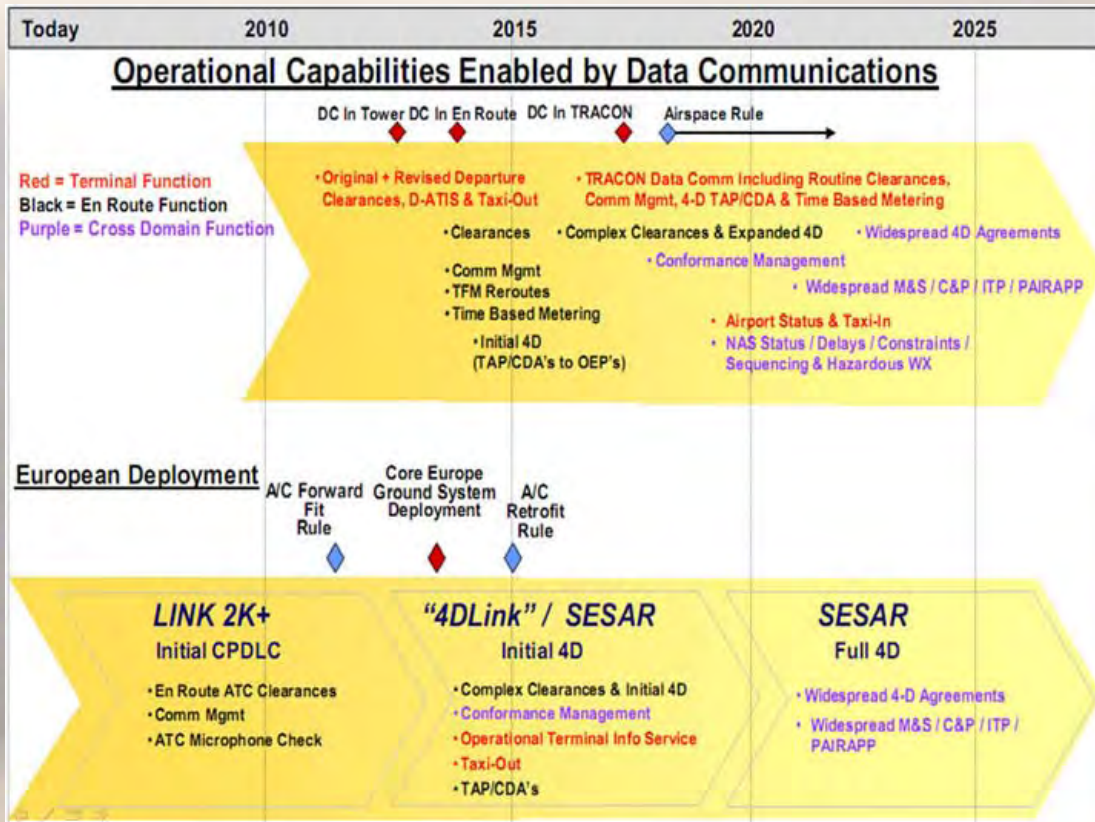 Today 2010 2015 2020 2025
Operational Capabilities Enabled by Data Communications
DC In Tower DC In En Route DC In TRACON Airspace Rule
Red = Terminal Function
Black = En Route Function
Purple = Cross Domain Function
•Original + Revised Departure
Clearances, D-ATIS & Taxi-Out
•TRACON Data Comm Including Routine Clearances,
Comm Mgmt, 4-D TAP/CDA & Time Based Metering
•Clearances
•Complex Clearances & Expanded 4D
•Widespread 4D Agreements
•Comm Mgmt
•Conformance Management
•TFM Reroutes
•Widespread M&S / C&P / ITP / PAIRAPP
•Time Based Metering
•Airport Status & Taxi-In
•Initial 4D
(TAP/CDA's to OEP's)
•NAS Status / Delays / Constraints /
Sequencing & Hazardous WX
European Deployment
A/C Forward
Fit
Rule
Core Europe
Ground System
Deployment
A/C
Retrofit
Rule
LINK 2K+
Initial CPDLC
•En Route ATC Clearances
•Comm Mgmt
•ATC Microphone Check
“4DLink” / SESAR
Initial 4D
•Complex Clearances & Initial 4D
•Conformance Management
•Operational Terminal Info Service
•Taxi-Out
•TAP/CDA's
SESAR
Full 4D
•Widespread 4-D Agreements
•Widespread M&S / C&P / ITP /
PAIRAPP